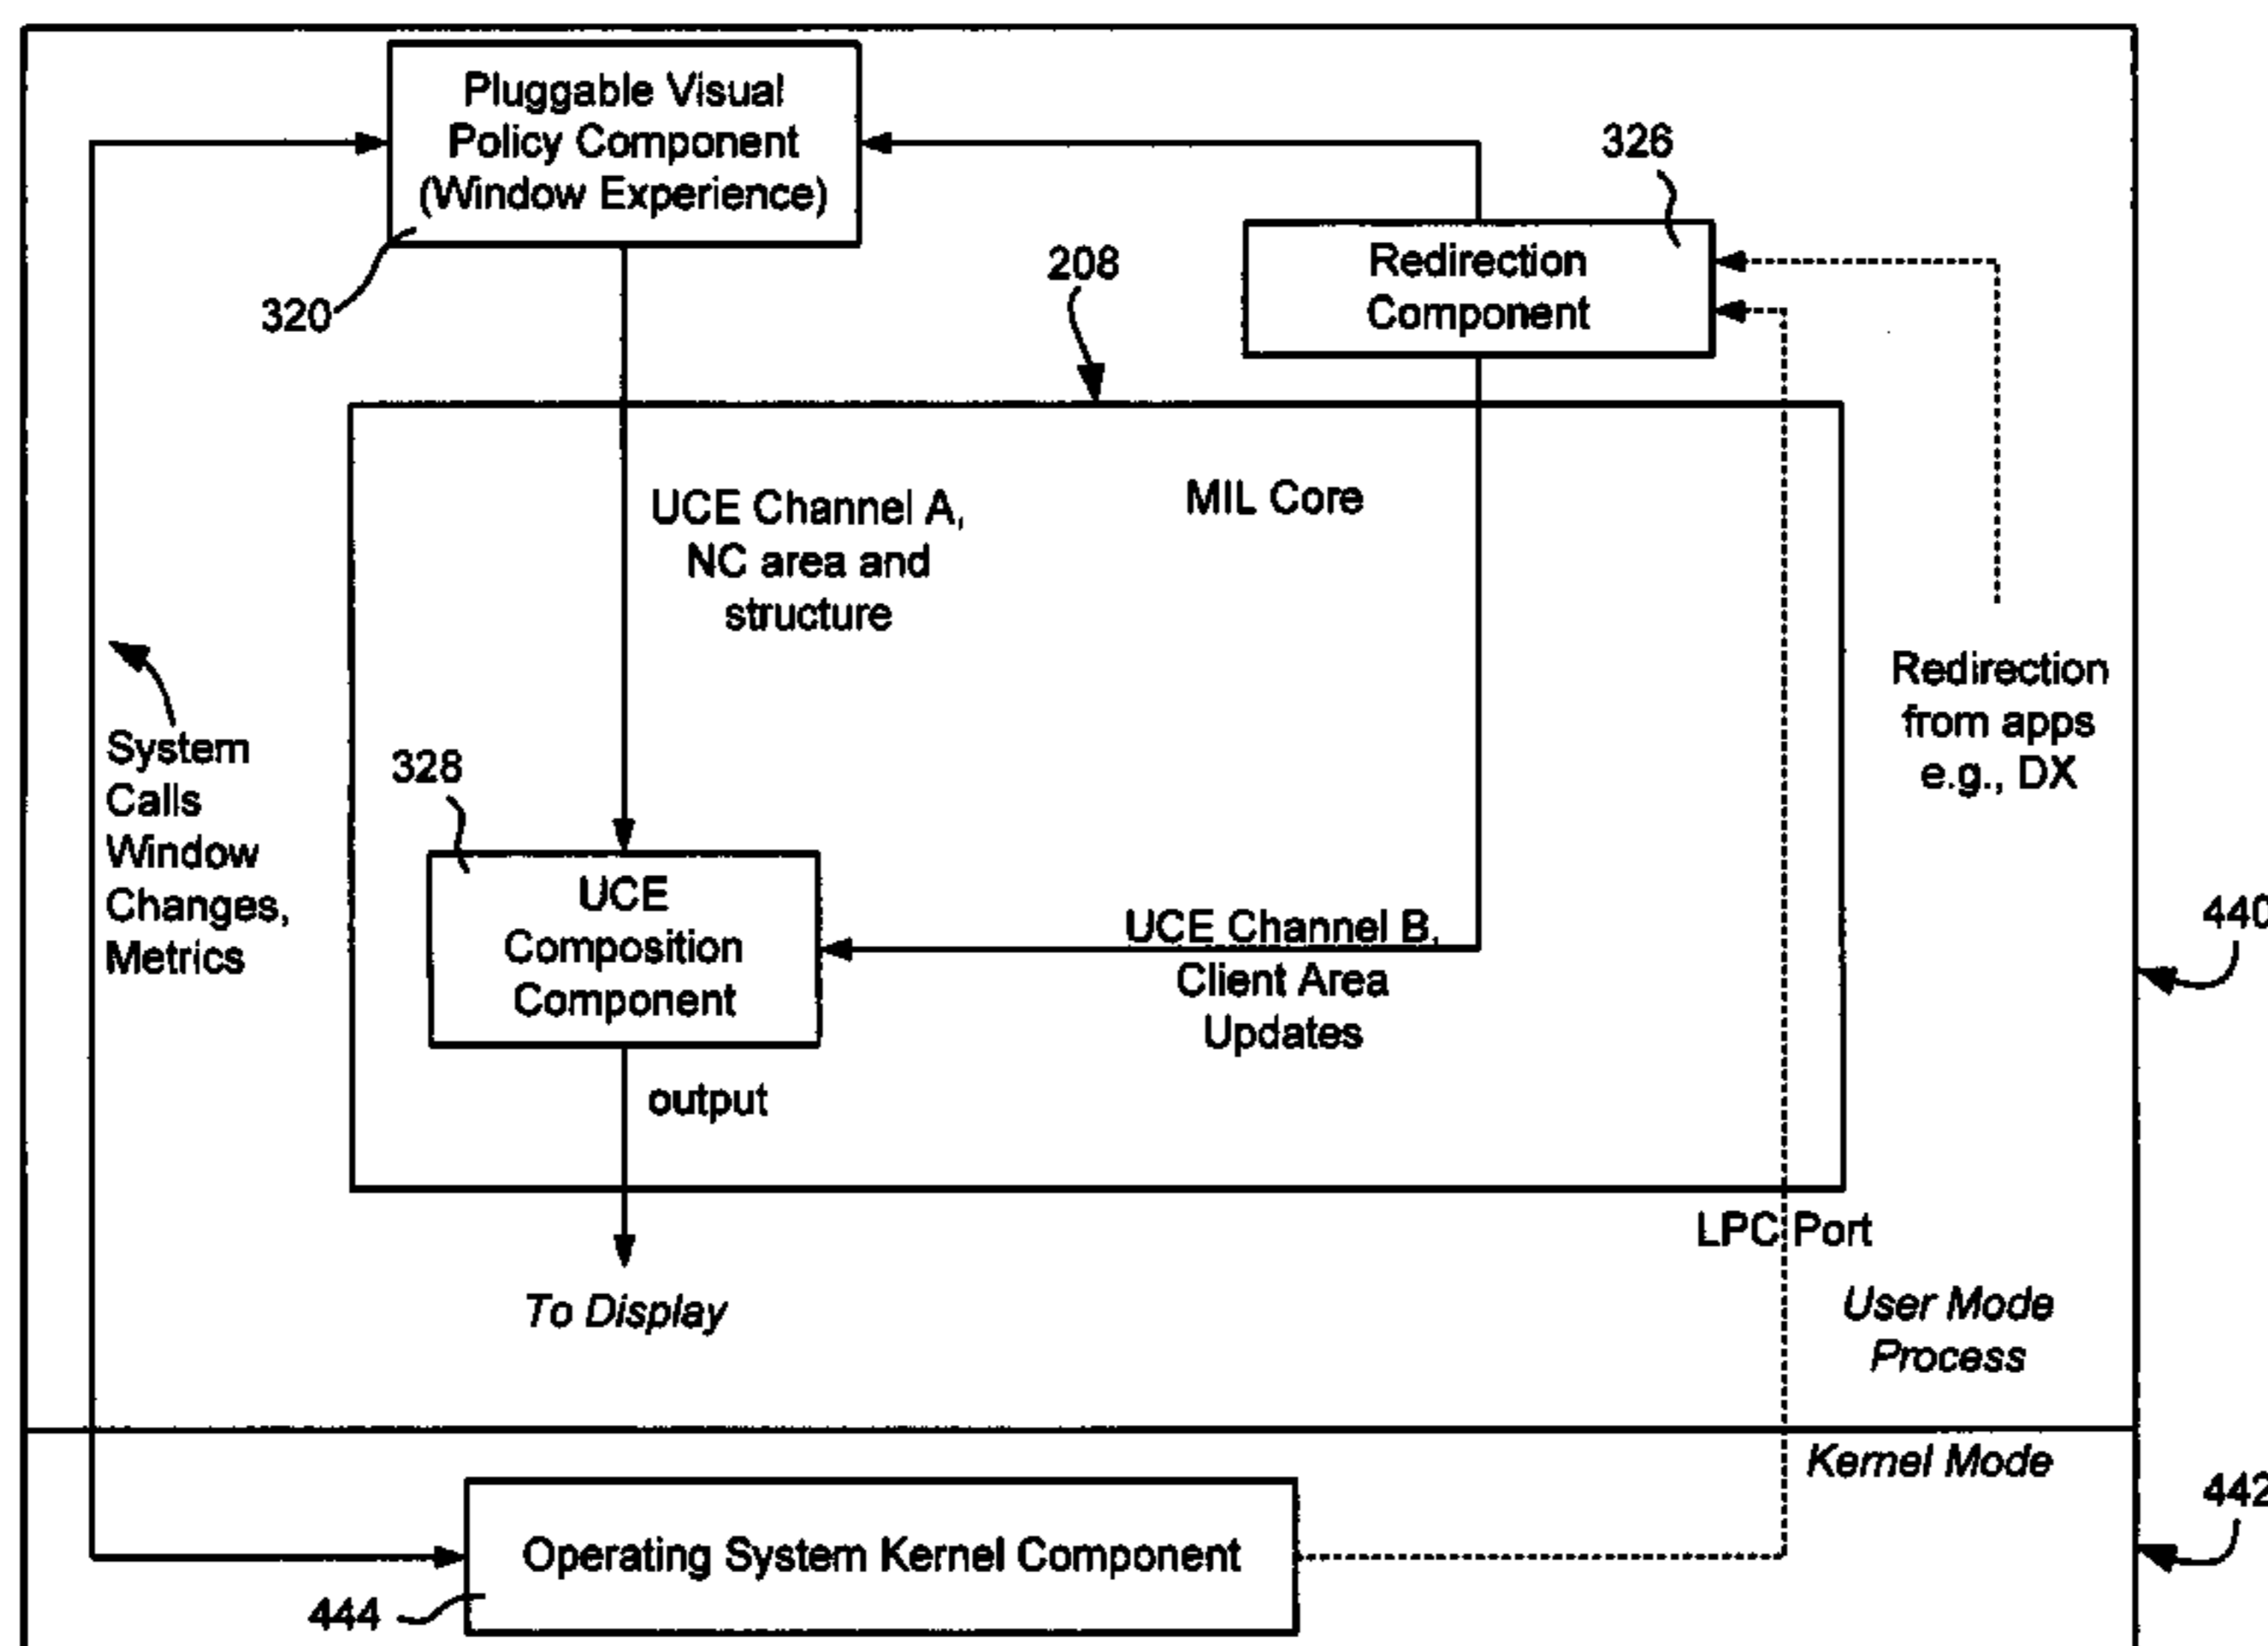 Pluggable Visual
Policy Component
(Window Experience)
320
326
Redirection
Component
208
MIL Core
UCE Channel A,
NC area and
structure
Redirection
from apps
e.g., DX
System
Calls
Window
Changes,
Metrics
328
UCE
Composition
Component
UCE Channel B,
Client Area
Updates
440
output
LPC Port
To Display
User Mode
Process
Kernel Mode
442
Operating System Kernel Component
444